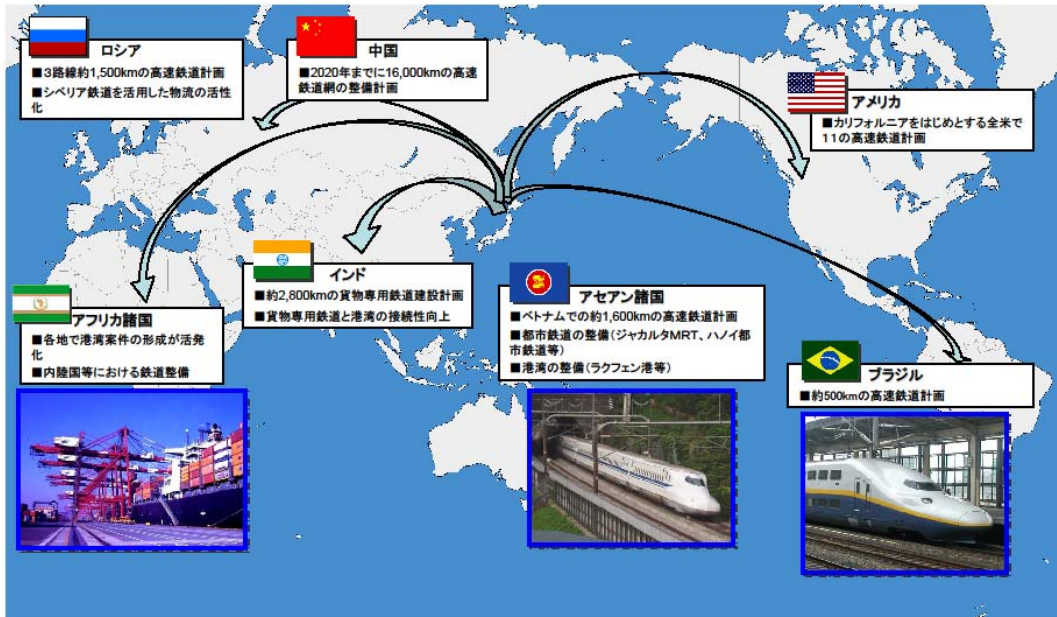 ロシア
■3路線約1,500kmの高速鉄道計画
■シベリア鉄道を活用した物流の活性
化
中国
■2020年までに16,000kmの高速
鉄道網の整備計画
アメリカ
■カリフォルニアをはじめとする全米で
11の高速鉄道計画
インド
■約2,800kmの貨物専用鉄道建設計画
■貨物専用鉄道と港湾の接続性向上
アフリカ諸国
■各地で港湾案件の形成が活発
化
■内陸国等における鉄道整備
アセアン諸国
■ベトナムでの約1,600kmの高速鉄道計画
■都市鉄道の整備(ジャカルタMRT、ハノイ都
市鉄道等)
■港湾の整備(ラクフェン港等)
ブラジル
■約500kmの高速鉄道計画